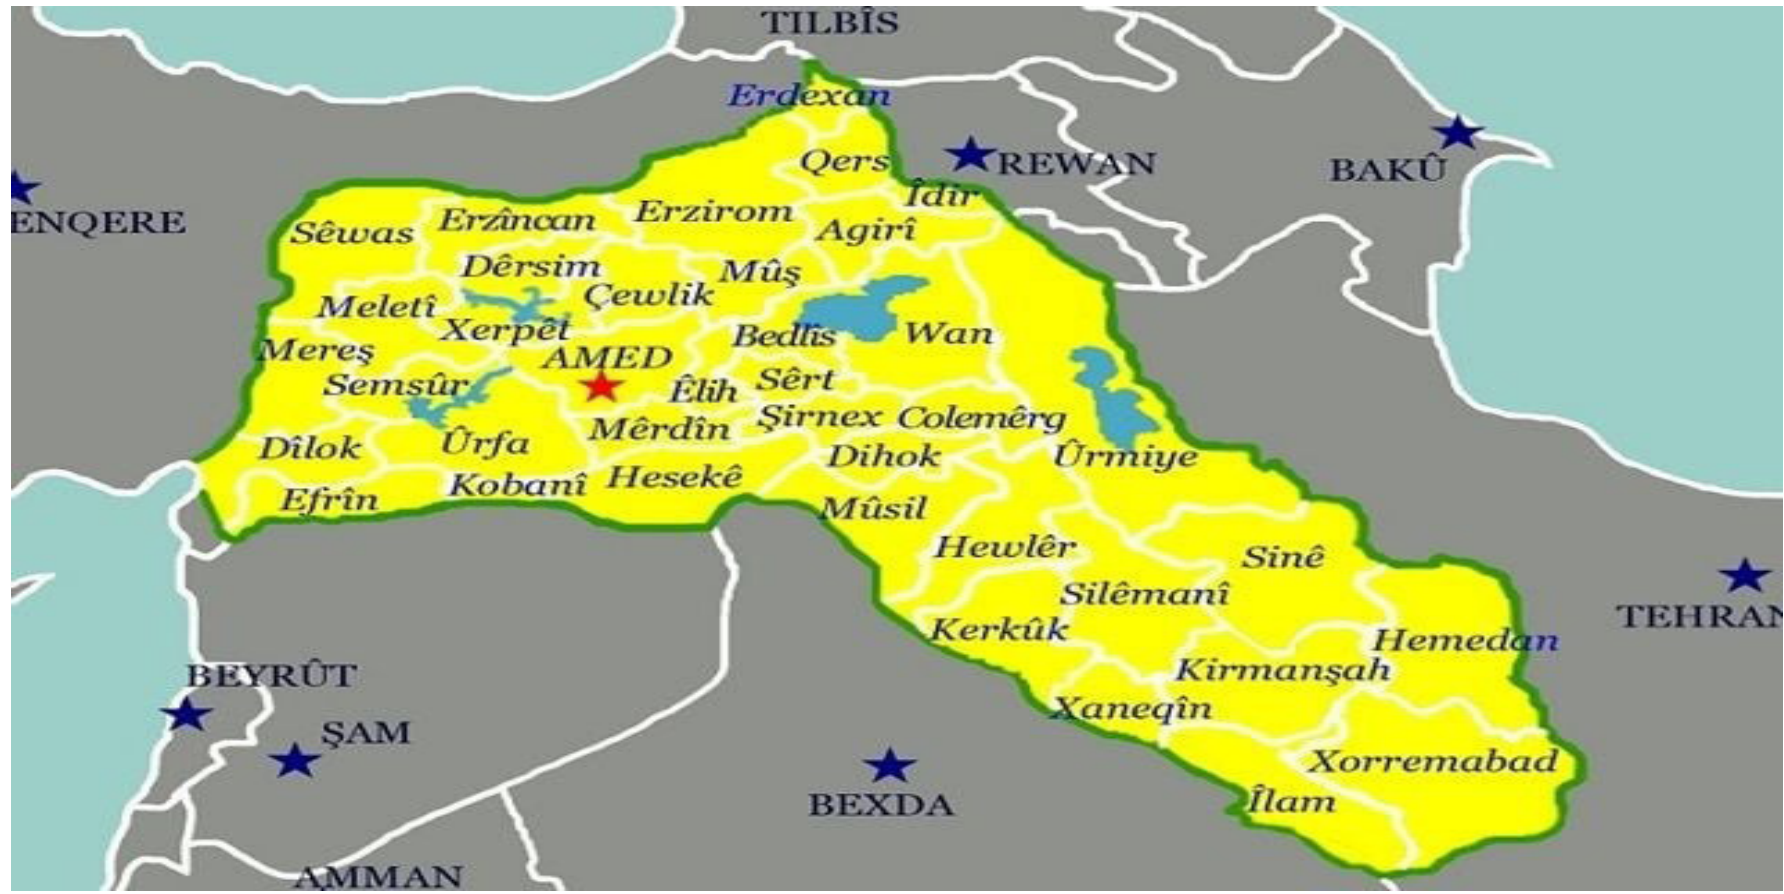 TILBÎS
Erdexan
Qers
REWAN
BAKÛ
ENQERE
Îdir
Sêwas
Erzîncan
Erzirom
Agirî
Dêrsim
Mûş
Meletî
Çewlik
Xerpêt
Bedlîs
Wan
Mereş
AMED
Semsûr
Êlih
Sêrt
Şirnex
Colemêrg
Dîlok
Ûrfa
Mêrdîn
Dihok
Ûrmiye
Efrîn
Kobanî
Hesekê
Mûsil
Hewlêr
Sinê
Silêmanî
TEHRAN
Kerkûk
Hemedan
Kirmanşah
BEYRÛT
Xaneqîn
ŞAM
Xorremabad
BEXDA
Îlam
AMMAN